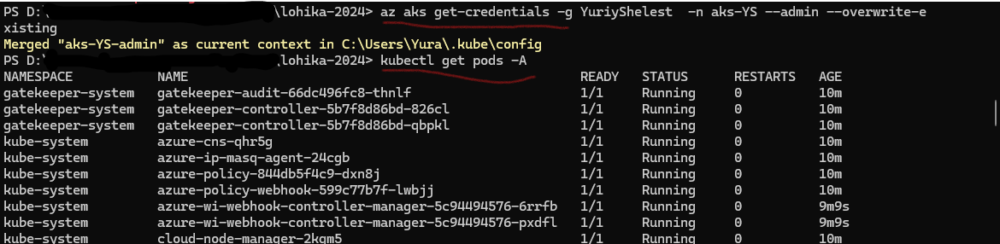 PS D:\ \lohika-2024> az aks get-credentials -g YuriyShelest -n aks-YS --admin --overwrite-e
xisting
Merged "aks-YS-admin" as current context in C:\Users\Yura\.kube\config
PS D:\ \lohika-2024> kubectl get pods -A
NAMESPACE NAME READY STATUS RESTARTS AGE
gatekeeper-system gatekeeper-audit-66dc496fc8-thnlf 1/1 Running 0 10m
gatekeeper-system gatekeeper-controller-5b7f8d86bd-826cl 1/1 Running 0 10m
gatekeeper-system gatekeeper-controller-5b7f8d86bd-qbpkl 1/1 Running 0 10m
kube-system azure-cns-qhr5g 1/1 Running 0 10m
kube-system azure-ip-masq-agent-24cgb 1/1 Running 0 10m
kube-system azure-policy-844db5f4c9-dxn8j 1/1 Running 0 10m
kube-system azure-policy-webhook-599c77b7f-lwbjj 1/1 Running 0 10m
kube-system azure-wi-webhook-controller-manager-5c94494576-6rrfb 1/1 Running 0 9m9s
kube-system azure-wi-webhook-controller-manager-5c94494576-pxdfl 1/1 Running 0 9m9s
kube-system cloud-node-manager-2kqm5 1/1 Running 0 10m